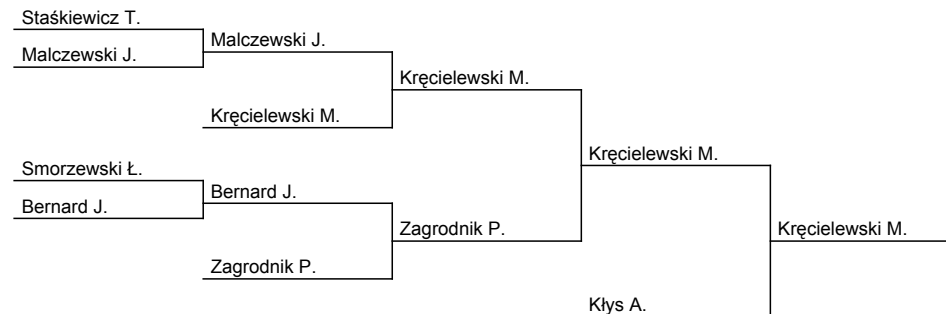 Staśkiewicz T.
Malczewski J.
Malczewski J.
Kręcielewski M.
Kręcielewski M.
Smorzewski Ł.
Bernard J.
Bernard J.
Zagrodnik P.
Zagrodnik P.
Kręcielewski M.
Kłys A.
Kręcielewski M.